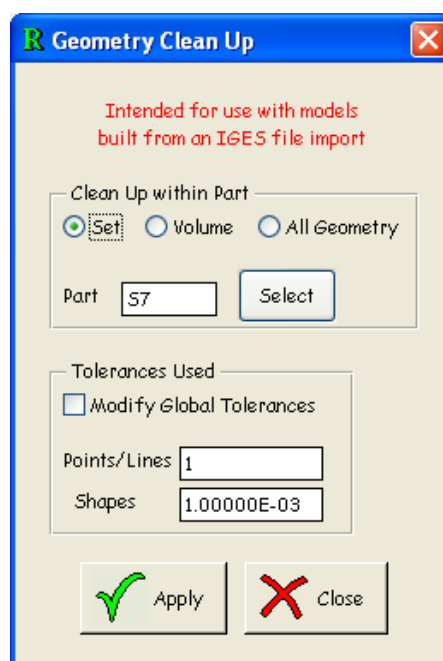 R Geometry Clean Up
Intended for use with models
built from an IGES file import
Clean Up within Part
Set Volume All Geometry
Part S7 Select
Tolerances Used
Modify Global Tolerances
Points/Lines 1
Shapes 1.00000E-03
Apply Close